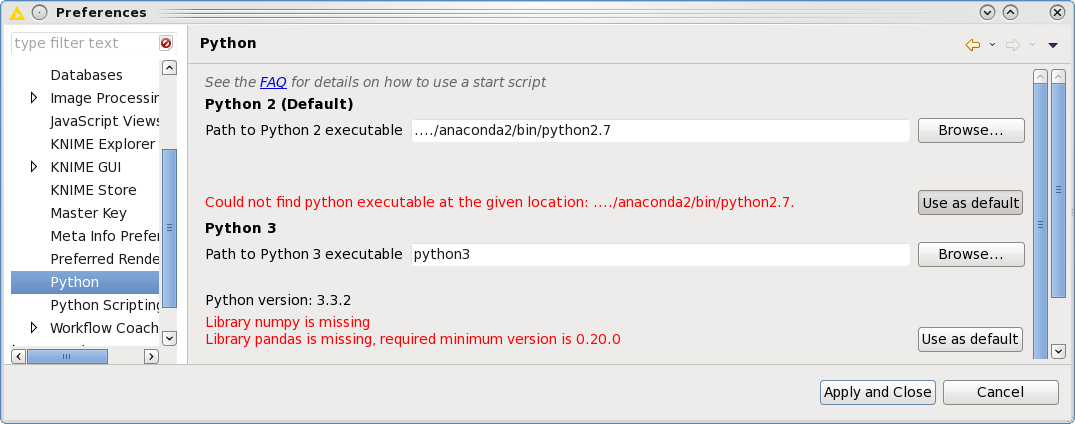 Preferences
type filter text
Databases
Image Processin
JavaScript Views
KNIME Explorer
KNIME GUI
KNIME Store
Master Key
Meta Info Prefer
Preferred Rende
Python
Python Scripting
Workflow Coach
Python
See the FAQ for details on how to use a start script
Python 2 (Default)
Path to Python 2 executable ..../anaconda2/bin/python2.7 Browse...
Could not find python executable at the given location: ..../anaconda2/bin/python2.7. Use as default
Python 3
Path to Python 3 executable python3 Browse...
Python version: 3.3.2
Library numpy is missing
Library pandas is missing, required minimum version is 0.20.0 Use as default
Apply and Close Cancel